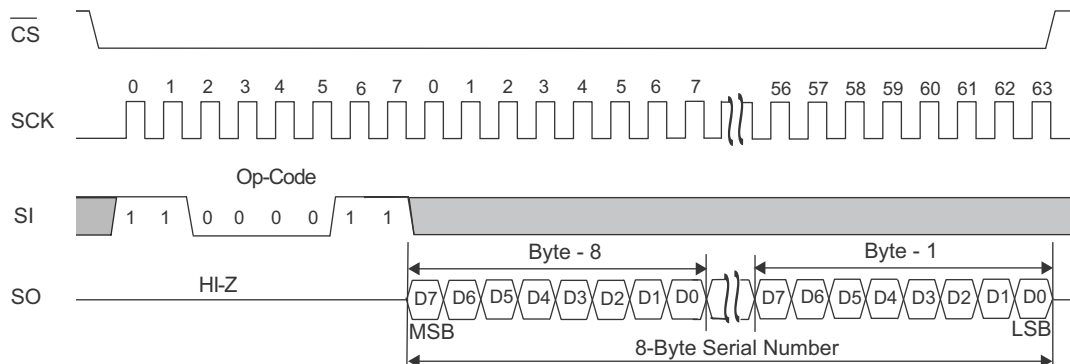 CS
0 1 2 3 4 5 6 7 0 1 2 3 4 5 6 7 56 57 58 59 60 61 62 63
SCK
Op-Code
SI 1 1 0 0 0 0 1 1
Byte - 8 Byte - 1
HI-Z
SO D7 D6 D5 D4 D3 D2 D1 D0 D7 D6 D5 D4 D3 D2 D1 D0
MSB LSB
8-Byte Serial Number